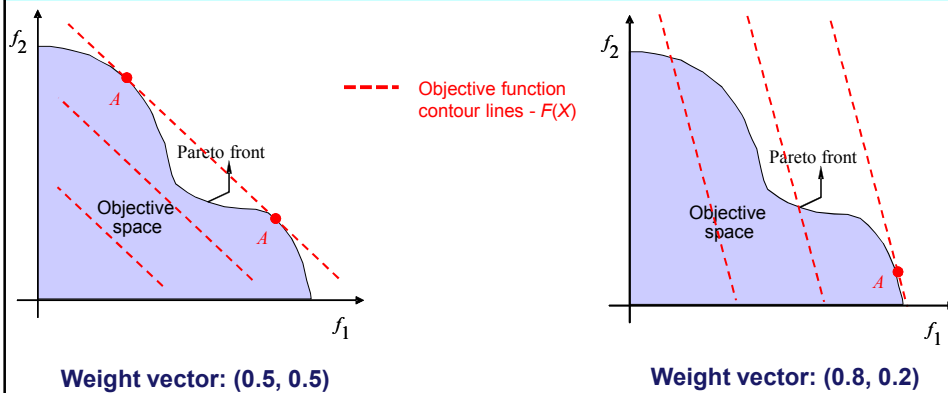 f2
A
Pareto front
Objective
space
A
f1
Weight vector: (0.5, 0.5)
Objective function
contour lines - F(X)
f2
Pareto front
Objective
space
A
f1
Weight vector: (0.8, 0.2)